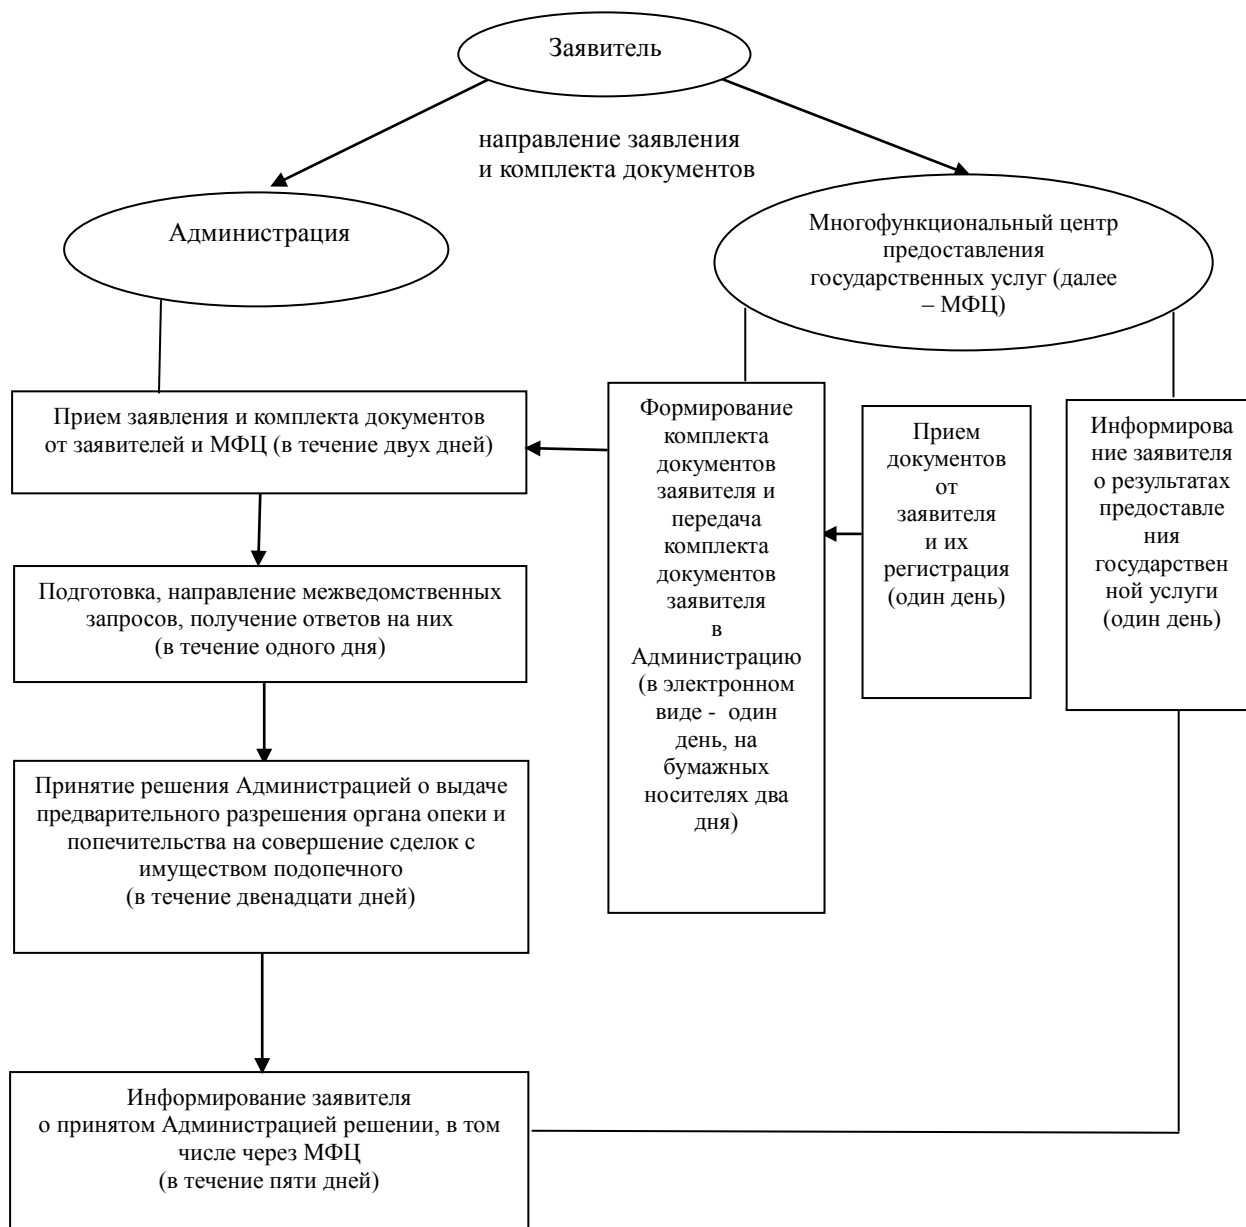 Заявитель
направление заявления
и комплекта документов
Администрация
Многофункциональный центр
предоставления
государственных услуг (далее
– МФЦ)
Прием заявления и комплекта документов
от заявителей и МФЦ (в течение двух дней)
Формирование
комплекта
документов
заявителя и
передача
комплекта
документов
заявителя
в
Администрацию
(в электронном
виде - один
день, на
бумажных
носителях два
дня)
Прием
документов
от
заявителя
и их
регистрация
(один день)
Информирова
ние заявителя
о результатах
предоставле
ния
государствен
ной услуги
(один день)
Подготовка, направление межведомственных
запросов, получение ответов на них
(в течение одного дня)
Принятие решения Администрацией о выдаче
предварительного разрешения органа опеки и
попечительства на совершение сделок с
имуществом подопечного
(в течение двенадцати дней)
Информирование заявителя
о принятом Администрацией решении, в том
числе через МФЦ
(в течение пяти дней)